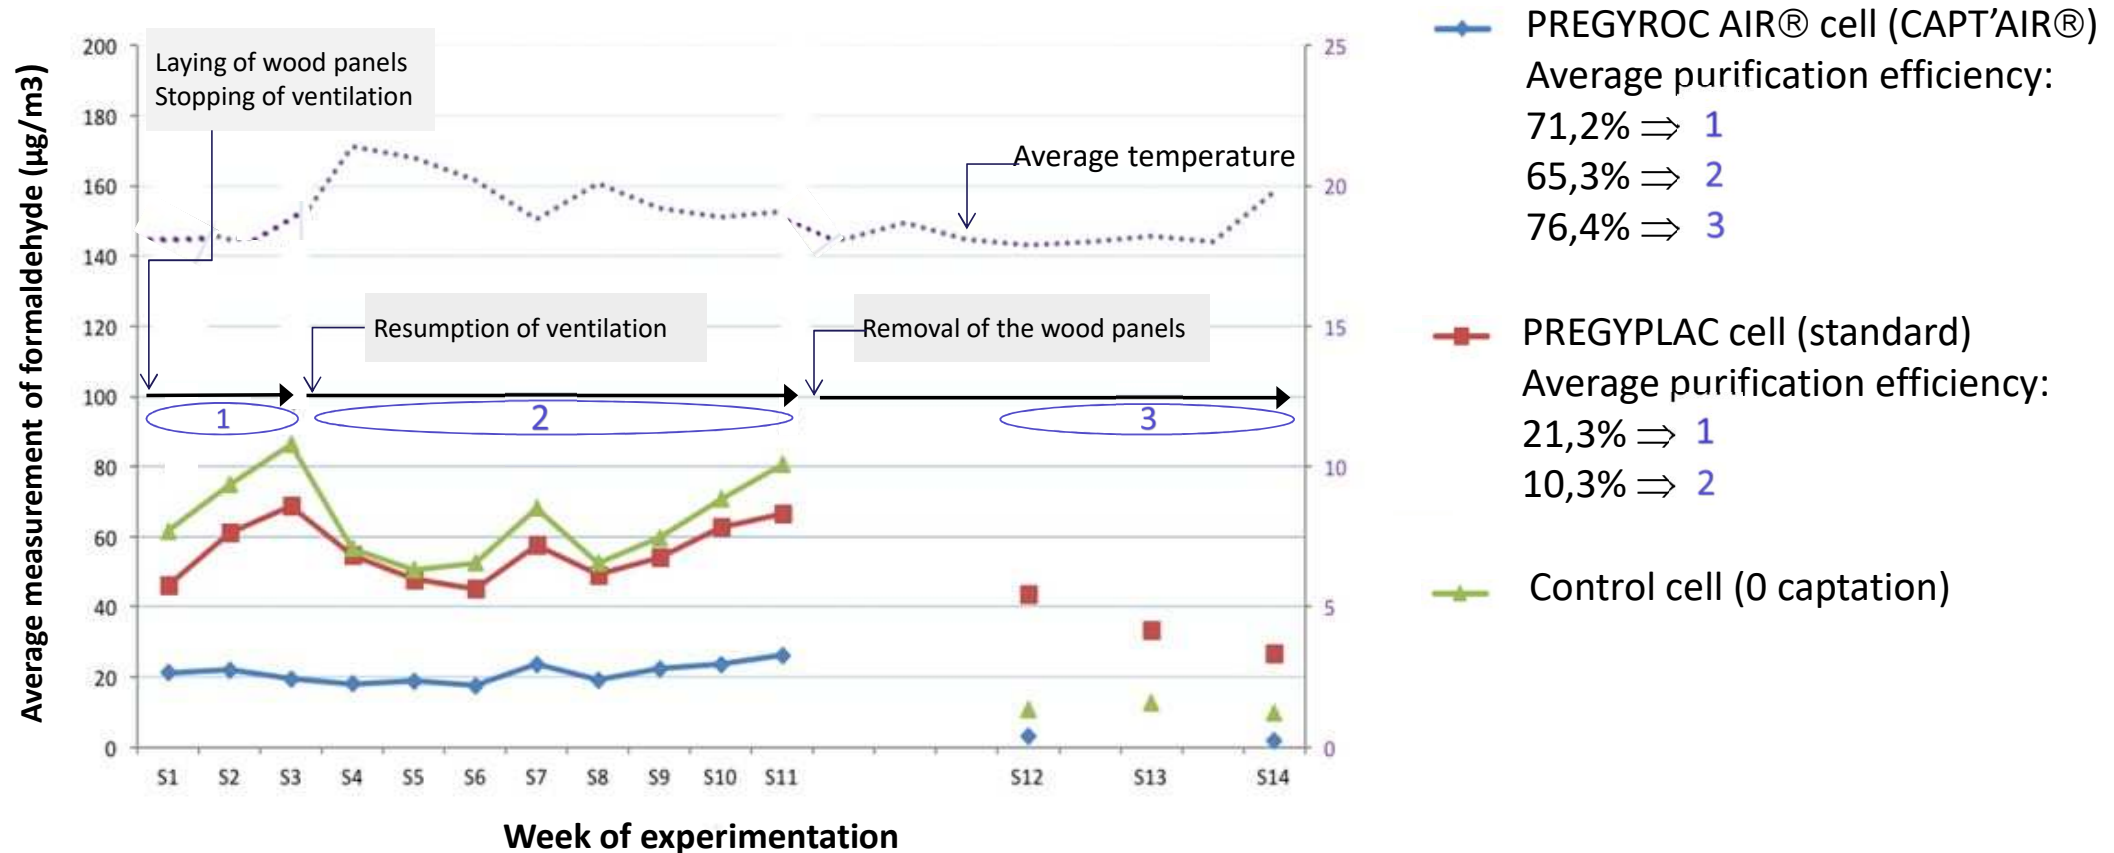 Average measurement of formaldehyde (µg/m3)
200
180
160
140
120
100
80
60
40
20
0
Laying of wood panels
Stopping of ventilation
Average temperature
Resumption of ventilation
Removal of the wood panels
1
2
3
25
20
15
10
5
0
S1 S2 S3 S4 S5 S6 S7 S8 S9 S10 S11 S12 S13 S14
Week of experimentation
PREGYROC AIR® cell (CAPT’AIR®)
Average purification efficiency:
71,2% ⇒ 1
65,3% ⇒ 2
76,4% ⇒ 3
PREGYPLAC cell (standard)
Average purification efficiency:
21,3% ⇒ 1
10,3% ⇒ 2
Control cell (0 captation)